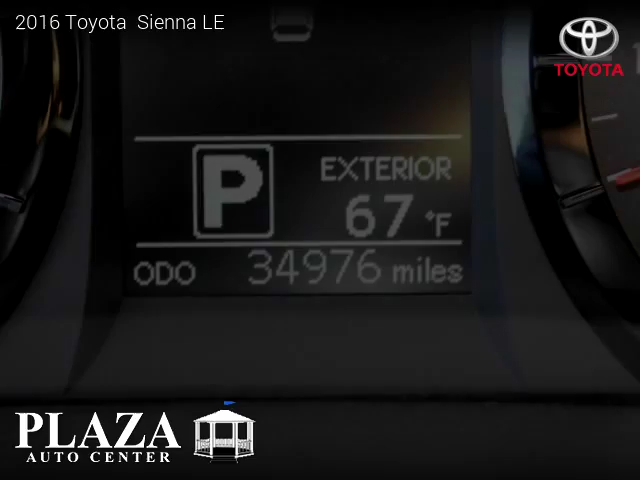 2016 Toyota Sienna LE
TOYOTA
P
EXTERIOR
67 °F
ODO 34976 miles
PLAZA
AUTO CENTER